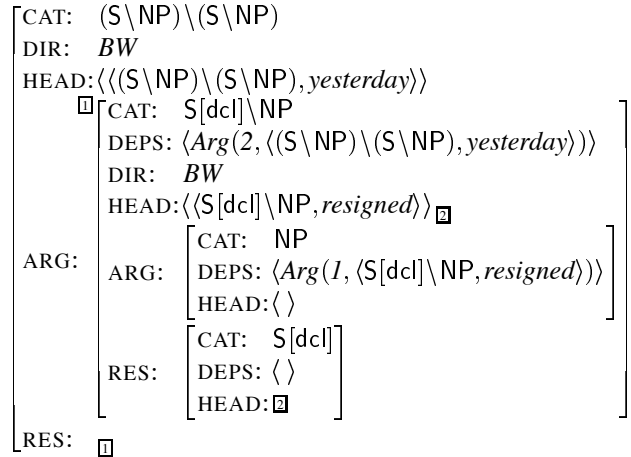 CAT: (S\NP)\(S\NP)
DIR: BW
HEAD:⟨⟨(S\NP)\(S\NP),yesterday⟩⟩
1 CAT: S[dcl]\NP
DEPS: ⟨Arg(2,⟨(S\NP)\(S\NP),yesterday⟩)⟩
DIR: BW
HEAD:⟨⟨S[dcl]\NP,resigned⟩⟩ 2
CAT: NP
ARG: ARG: DEPS: ⟨Arg(1,⟨S[dcl]\NP,resigned⟩)⟩
HEAD:⟨ ⟩
CAT: S[dcl]
RES: DEPS: ⟨ ⟩
HEAD: 2
RES: 1